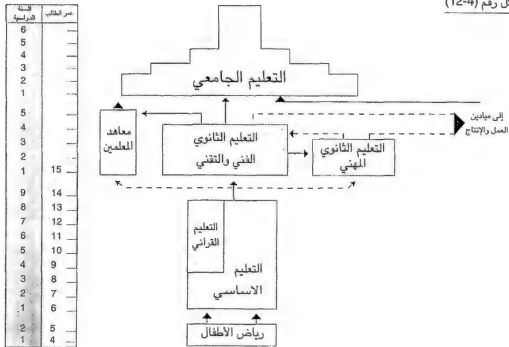 شكل رقم (4-12)
السنة الدراسية
عمر الطالب
6
5
4
3
2
1
5
4
3
2
1 15
9 14
8 13
7 12
6 11
5 10
4 9
3 8
2 7
1 6
2 5
1 4
التعليم الجامعي
إلى ميادين
العمل والإنتاج
معاهد
المعلمين
التعليم الثانوي
الفني والتقني
التعليم الثانوي
المهني
التعليم
القرآني
التعليم
الاساسي
رياض الأطفال